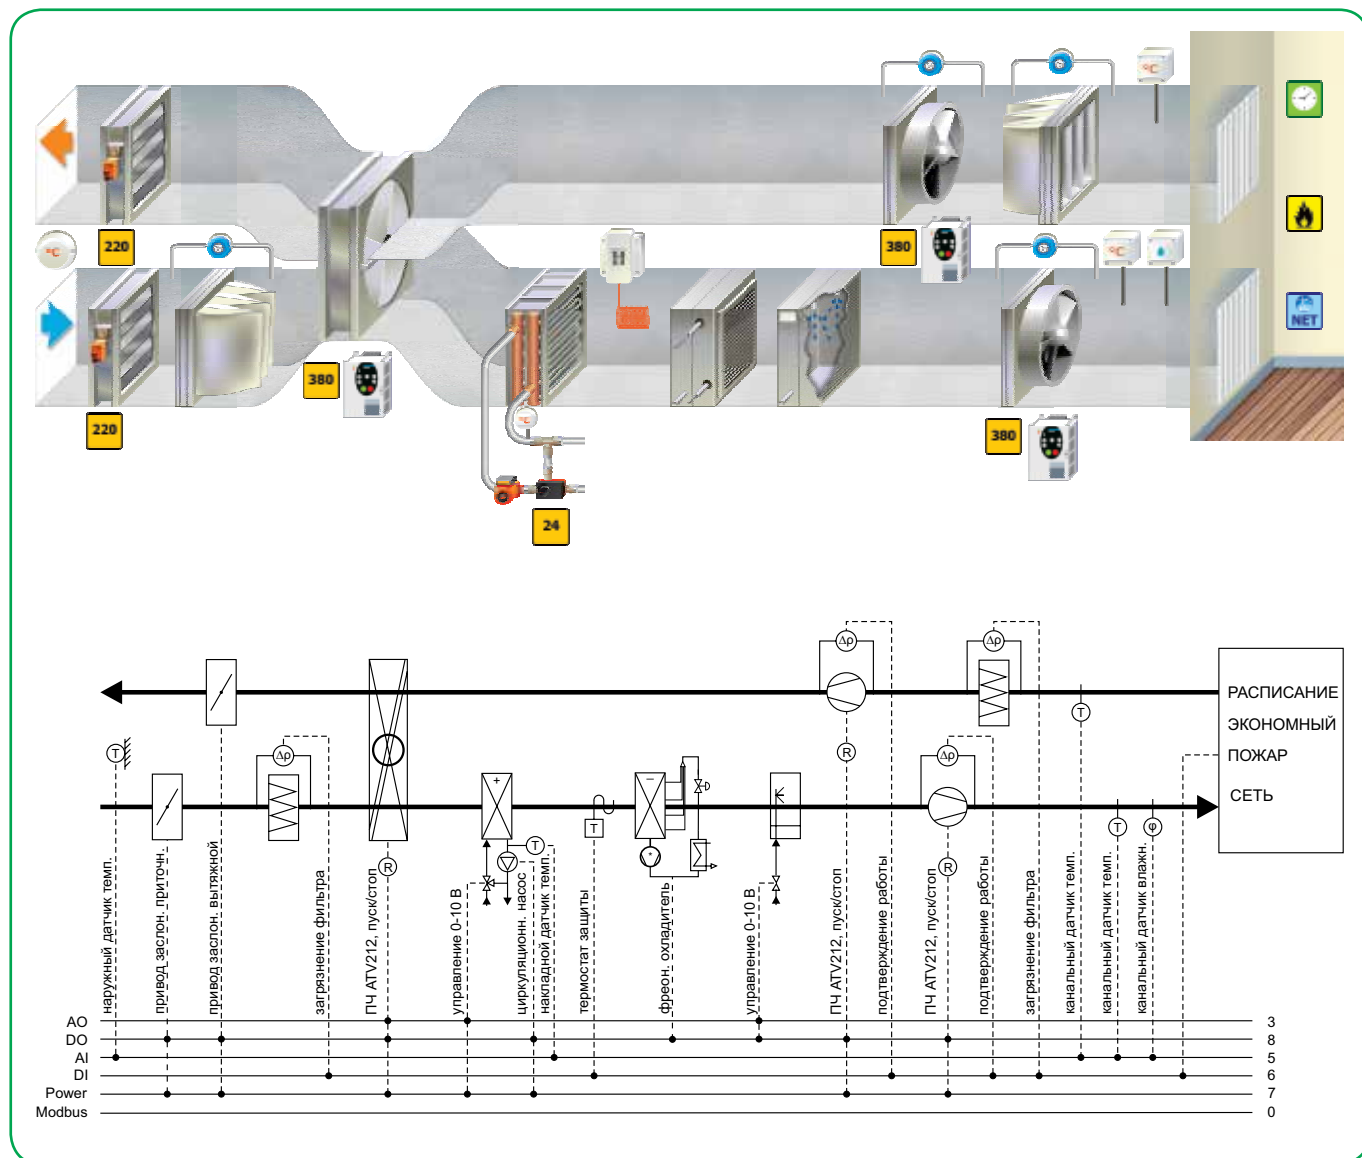 °C
220
°C
380
380
°C
NET
220
380
°C
24
Δρ
Δρ
РАСПИСАНИЕ
T
ЭКОНОМНЫЙ
T
Δρ
R
Δρ
ПОЖАР
+
–
СЕТЬ
T
T
T
φ
R
T
*
R
наружный датчик темп.
привод заслон. приточн.
привод заслон. вытяжной
загрязнение фильтра
ПЧ ATV212, пуск/стоп
управление 0-10 В
циркуляционн. насос
накладной датчик темп.
термостат защиты
фреон. охладитель
управление 0-10 В
ПЧ ATV212, пуск/стоп
подтверждение работы
ПЧ ATV212, пуск/стоп
подтверждение работы
загрязнение фильтра
канальный датчик темп.
канальный датчик темп.
канальный датчик влажн.
AO 3
DO 8
AI 5
DI 6
Power 7
Modbus 0